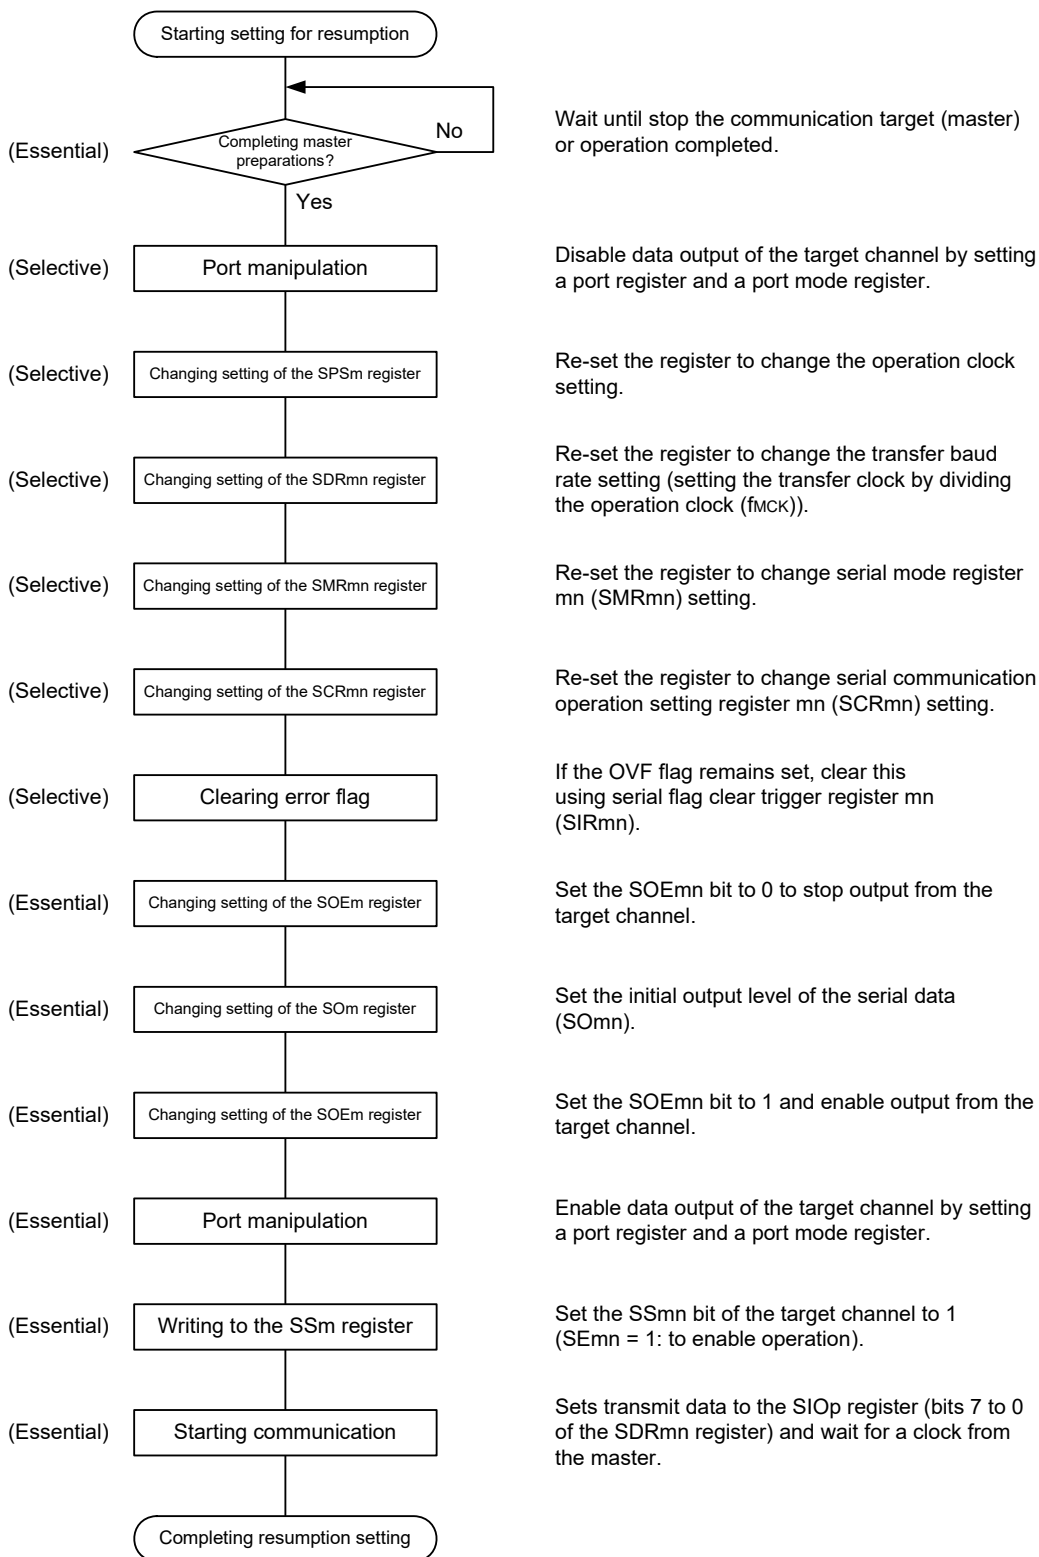 Starting setting for resumption
(Essential)
Completing master
preparations?
No
Wait until stop the communication target (master)
or operation completed.
Yes
(Selective)
Port manipulation
Disable data output of the target channel by setting
a port register and a port mode register.
(Selective)
Changing setting of the SPSm register
Re-set the register to change the operation clock
setting.
(Selective)
Changing setting of the SDRmn register
Re-set the register to change the transfer baud
rate setting (setting the transfer clock by dividing
the operation clock (fMCK)).
(Selective)
Changing setting of the SMRmn register
Re-set the register to change serial mode register
mn (SMRmn) setting.
(Selective)
Changing setting of the SCRmn register
Re-set the register to change serial communication
operation setting register mn (SCRmn) setting.
(Selective)
Clearing error flag
If the OVF flag remains set, clear this
using serial flag clear trigger register mn
(SIRmn).
(Essential)
Changing setting of the SOEm register
Set the SOEmn bit to 0 to stop output from the
target channel.
(Essential)
Changing setting of the SOm register
Set the initial output level of the serial data
(SOmn).
(Essential)
Changing setting of the SOEm register
Set the SOEmn bit to 1 and enable output from the
target channel.
(Essential)
Port manipulation
Enable data output of the target channel by setting
a port register and a port mode register.
(Essential)
Writing to the SSm register
Set the SSmn bit of the target channel to 1
(SEmn = 1: to enable operation).
(Essential)
Starting communication
Sets transmit data to the SIOp register (bits 7 to 0
of the SDRmn register) and wait for a clock from
the master.
Completing resumption setting